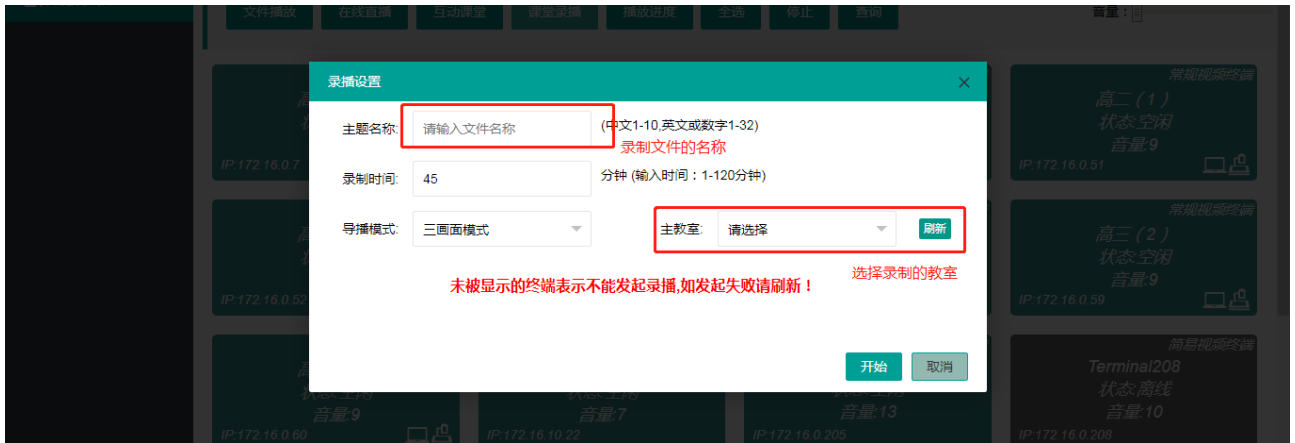 文件播放 在线直播 互动课堂 课堂录播 播放进度 全选 停止 查询 音量：
录播设置 ×
常规视频终端
高二（1）
状态:空闲
音量:9
IP:172.16.0.7
IP:172.16.0.51
主题名称: 请输入文件名称 (中文1-10,英文或数字1-32)
录制文件的名称
录制时间: 45 分钟 (输入时间：1-120分钟)
导播模式: 三画面模式 主教室: 请选择 刷新
选择录制的教室
未被显示的终端表示不能发起录播,如发起失败请刷新！
常规视频终端
高三（2）
状态:空闲
音量:9
IP:172.16.0.52
IP:172.16.0.59
开始 取消
简易视频终端
Terminal208
状态:离线
音量:9 音量:7 音量:13 音量:10
IP:172.16.0.60 IP:172.16.10.22 IP:172.16.0.205 IP:172.16.0.208